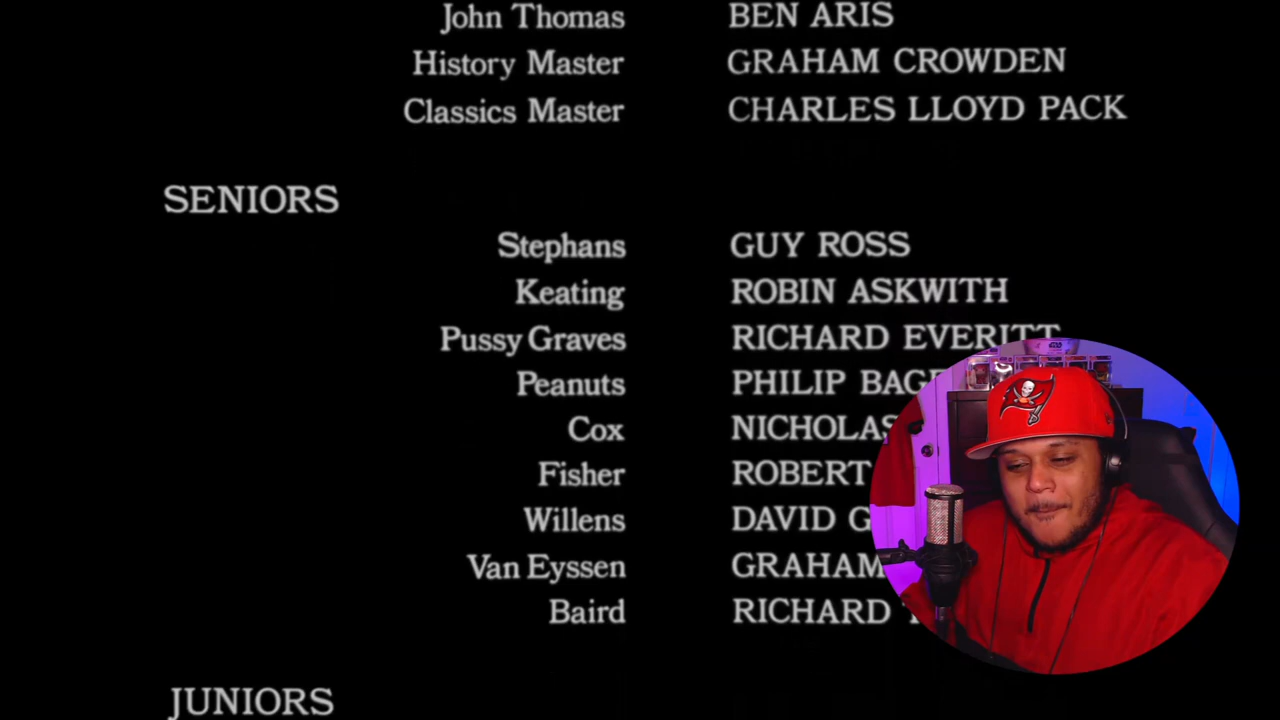 John Thomas BEN ARIS
History Master GRAHAM CROWDEN
Classics Master CHARLES LLOYD PACK
SENIORS
Stephans GUY ROSS
Keating ROBIN ASKWITH
Pussy Graves RICHARD EVERITT
Peanuts PHILIP
Cox NICHOLAS
Fisher ROBERT
Willens DAVID
Van Eyssen GRAHAM
Baird RICHARD
JUNIORS